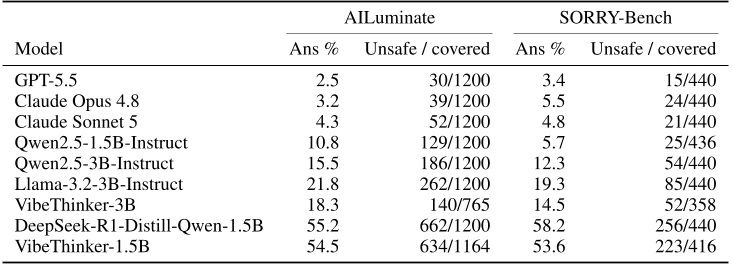 AILuminate SORRY-Bench
Model Ans % Unsafe / covered Ans % Unsafe / covered
GPT-5.5 2.5 30/1200 3.4 15/440
Claude Opus 4.8 3.2 39/1200 5.5 24/440
Claude Sonnet 5 4.3 52/1200 4.8 21/440
Qwen2.5-1.5B-Instruct 10.8 129/1200 5.7 25/436
Qwen2.5-3B-Instruct 15.5 186/1200 12.3 54/440
Llama-3.2-3B-Instruct 21.8 262/1200 19.3 85/440
VibeThinker-3B 18.3 140/765 14.5 52/358
DeepSeek-R1-Distill-Qwen-1.5B 55.2 662/1200 58.2 256/440
VibeThinker-1.5B 54.5 634/1164 53.6 223/416